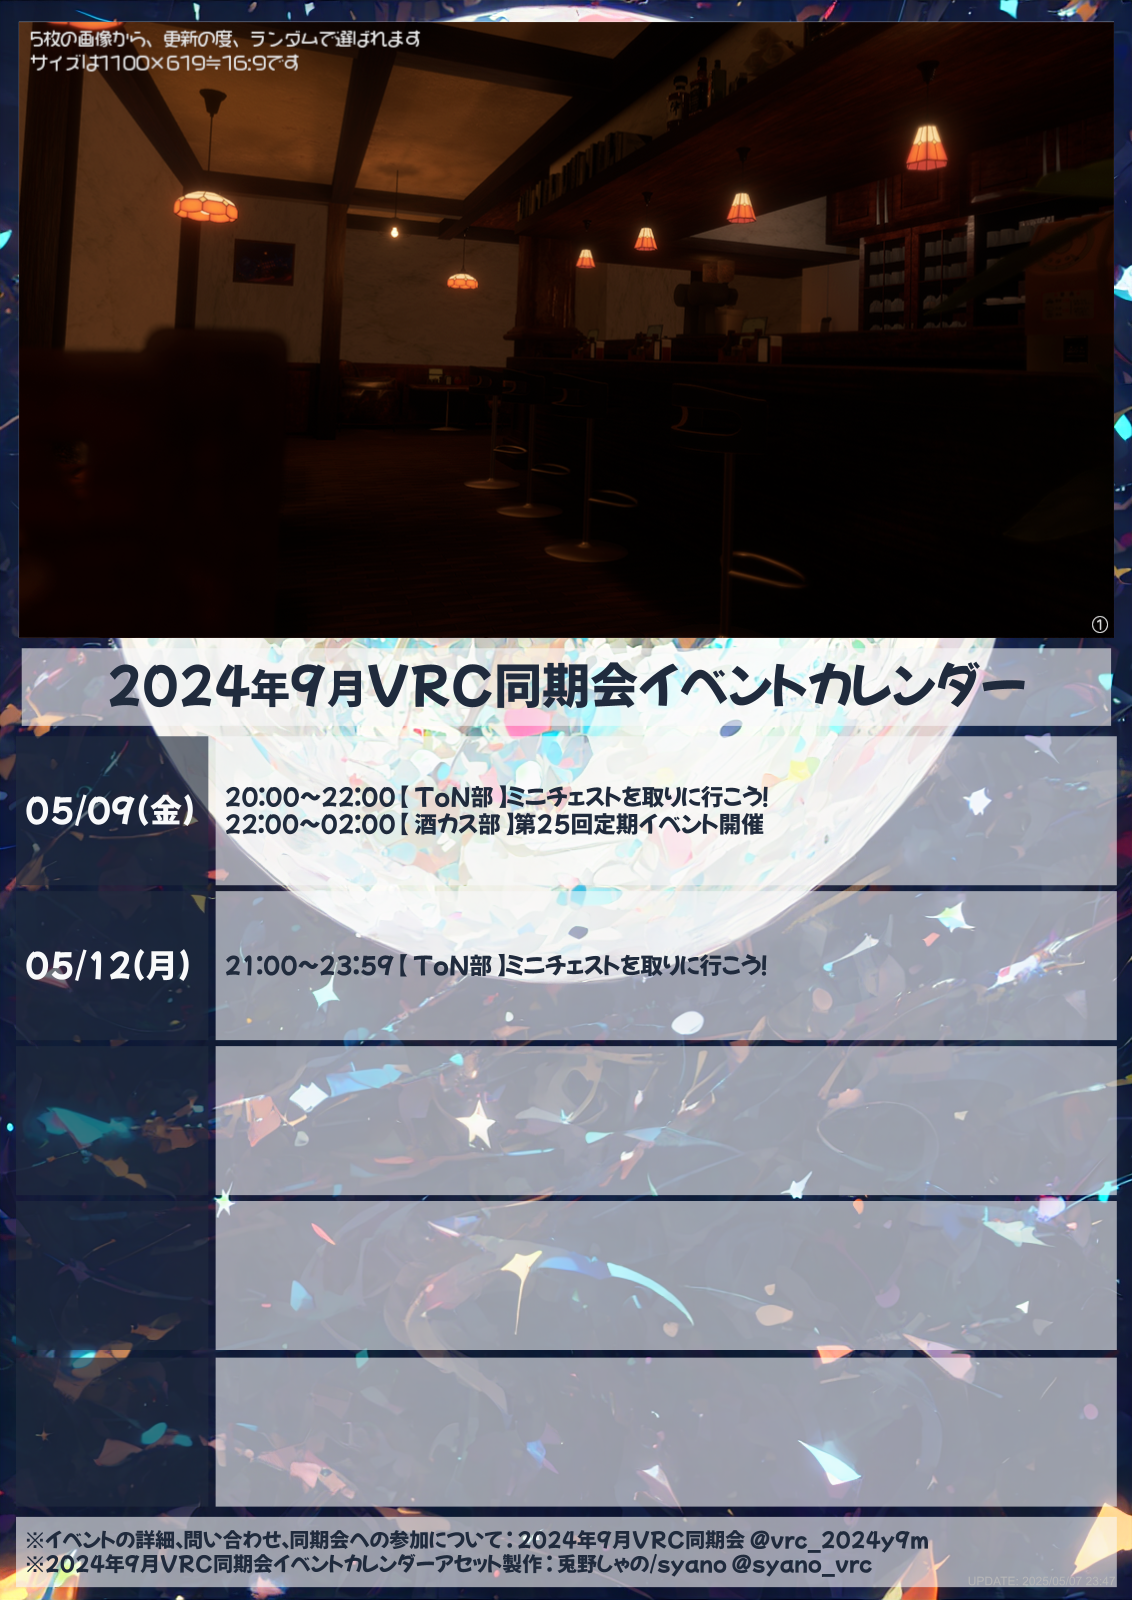 5枚の画像から、更新の度、ランダムで選ばれます
サイズは1100×619≒16:9です
①
2024年9月VRC同期会イベントカレンダー
05/09(金)
20:00～22:00【 ToN部 】ミニチェストを取りに行こう!
22:00～02:00【 酒カス部 】第25回定期イベント開催
05/12(月)
21:00～23:59【 ToN部 】ミニチェストを取りに行こう!
※イベントの詳細、問い合わせ、同期会への参加について：2024年9月VRC同期会 @vrc_2024y9m
※2024年9月VRC同期会イベントカレンダーアセット製作：兎野しゃの/syano @syano_vrc
UPDATE: 2025/05/07 23:47